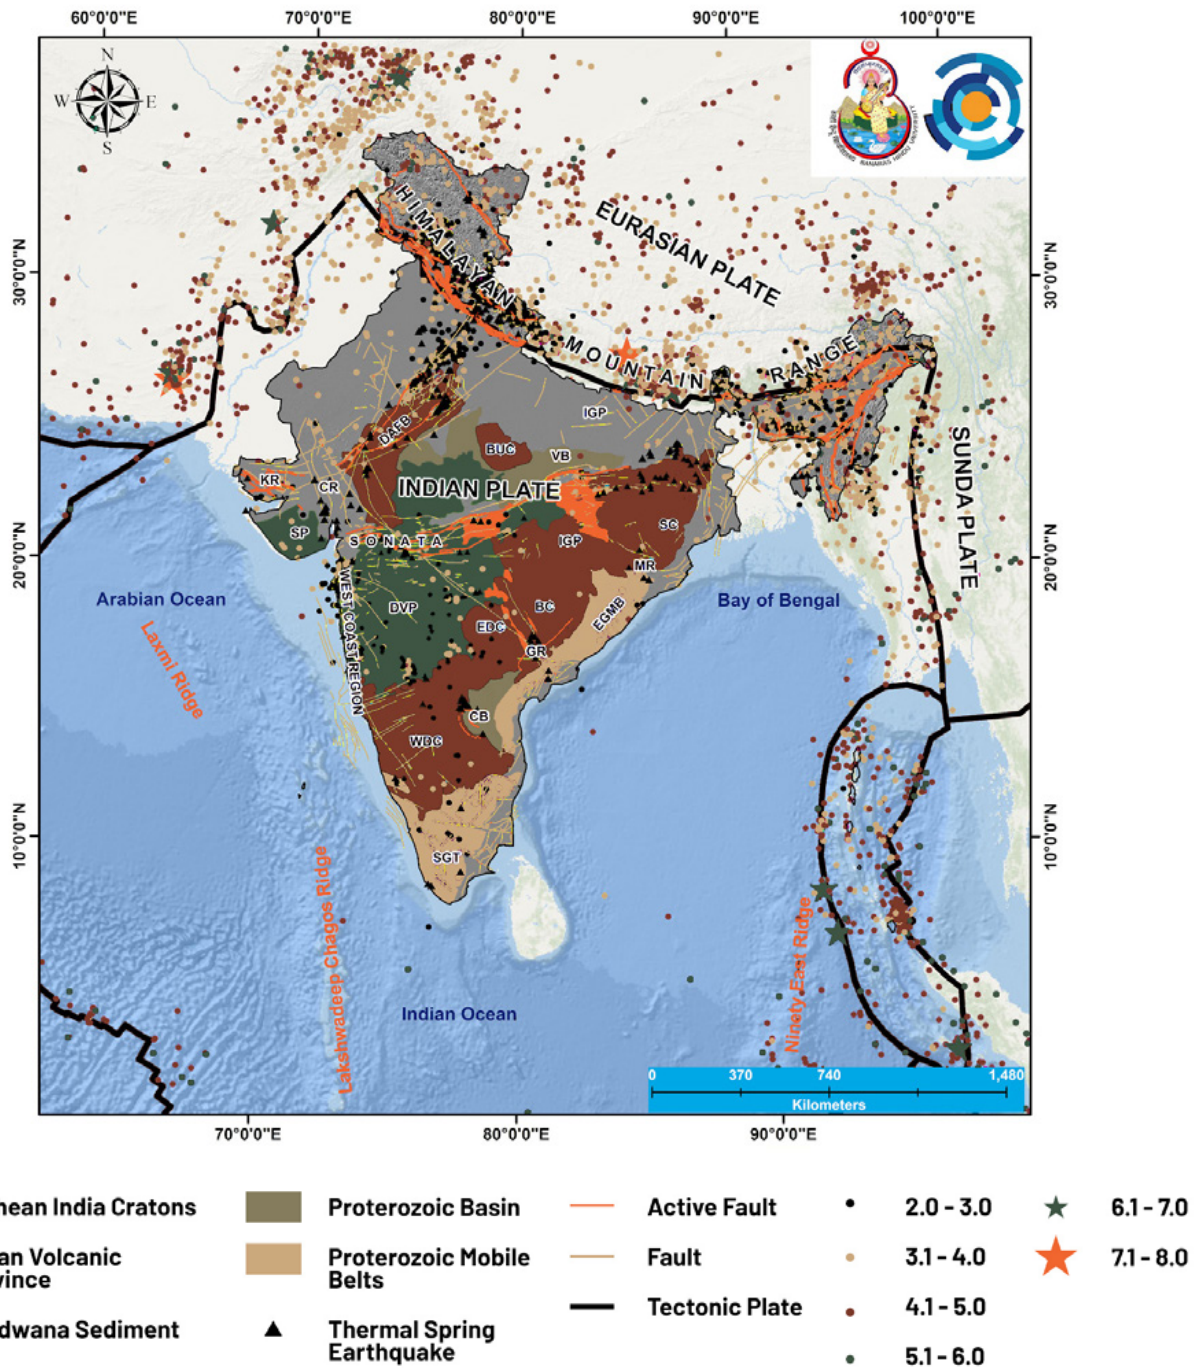 60°0'0"E
70°0'0"E
80°0'0"E
90°0'0"E
100°0'0"E
N
W
E
S
BANARAS HINDU UNIVERSITY
30°0'0"N
30°0'0"N
HIMALAYAN
MOUNTAIN
RANGE
EURASIAN PLATE
SUNDA PLATE
IGP
DAFB
BUC
VB
KR
CR
INDIAN PLATE
SP
SONATA
IGP
SC
MR
20°0'0"N
20°0'0"N
Arabian Ocean
Bay of Bengal
Laxmi Ridge
WEST COAST REGION
DVP
EDC
BC
EGMB
GR
CB
WDC
10°0'0"N
10°0'0"N
SGT
Lakshwadeep Chagos Ridge
Ninety East Ridge
Indian Ocean
0 370 740 1,480
Kilometers
70°0'0"E
80°0'0"E
90°0'0"E
nean India Cratons
an Volcanic
vince
dwana Sediment
Proterozoic Basin
Proterozoic Mobile
Belts
Thermal Spring
Earthquake
Active Fault
Fault
Tectonic Plate
2.0 - 3.0
3.1 - 4.0
4.1 - 5.0
5.1 - 6.0
6.1 - 7.0
7.1 - 8.0